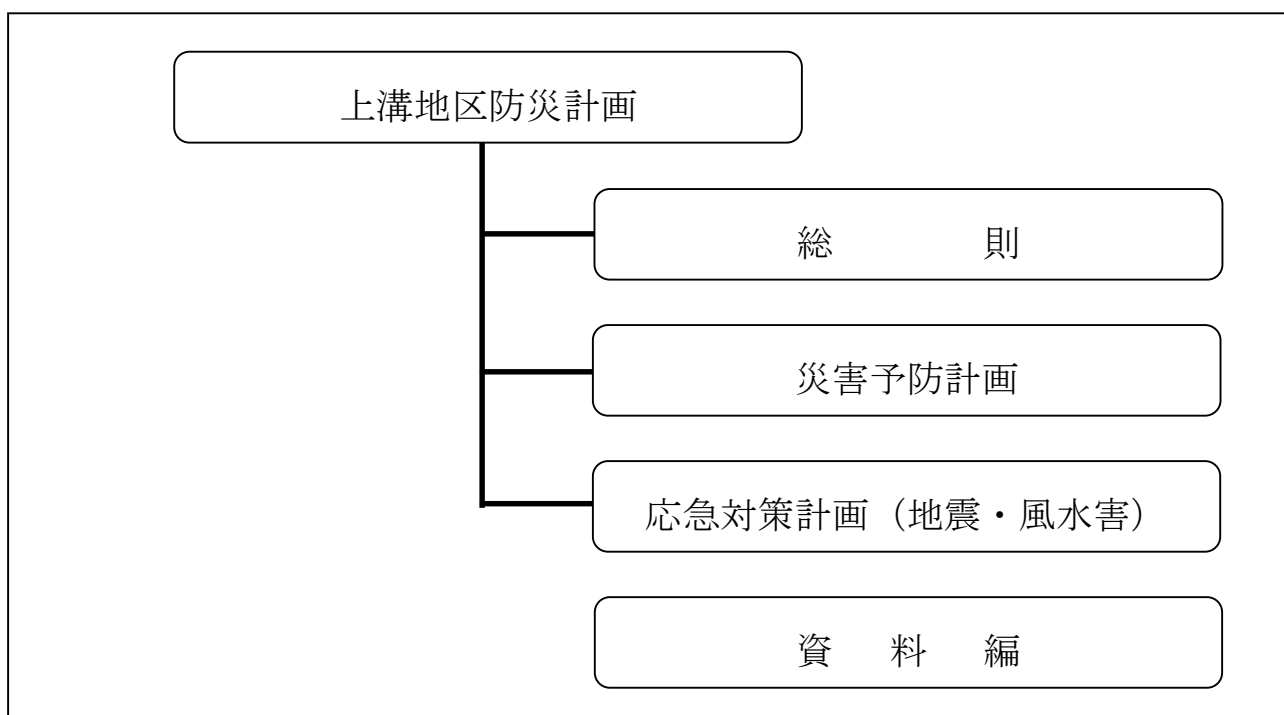 上溝地区防災計画
総　　則
災害予防計画
応急対策計画（地震・風水害）
資　料　編